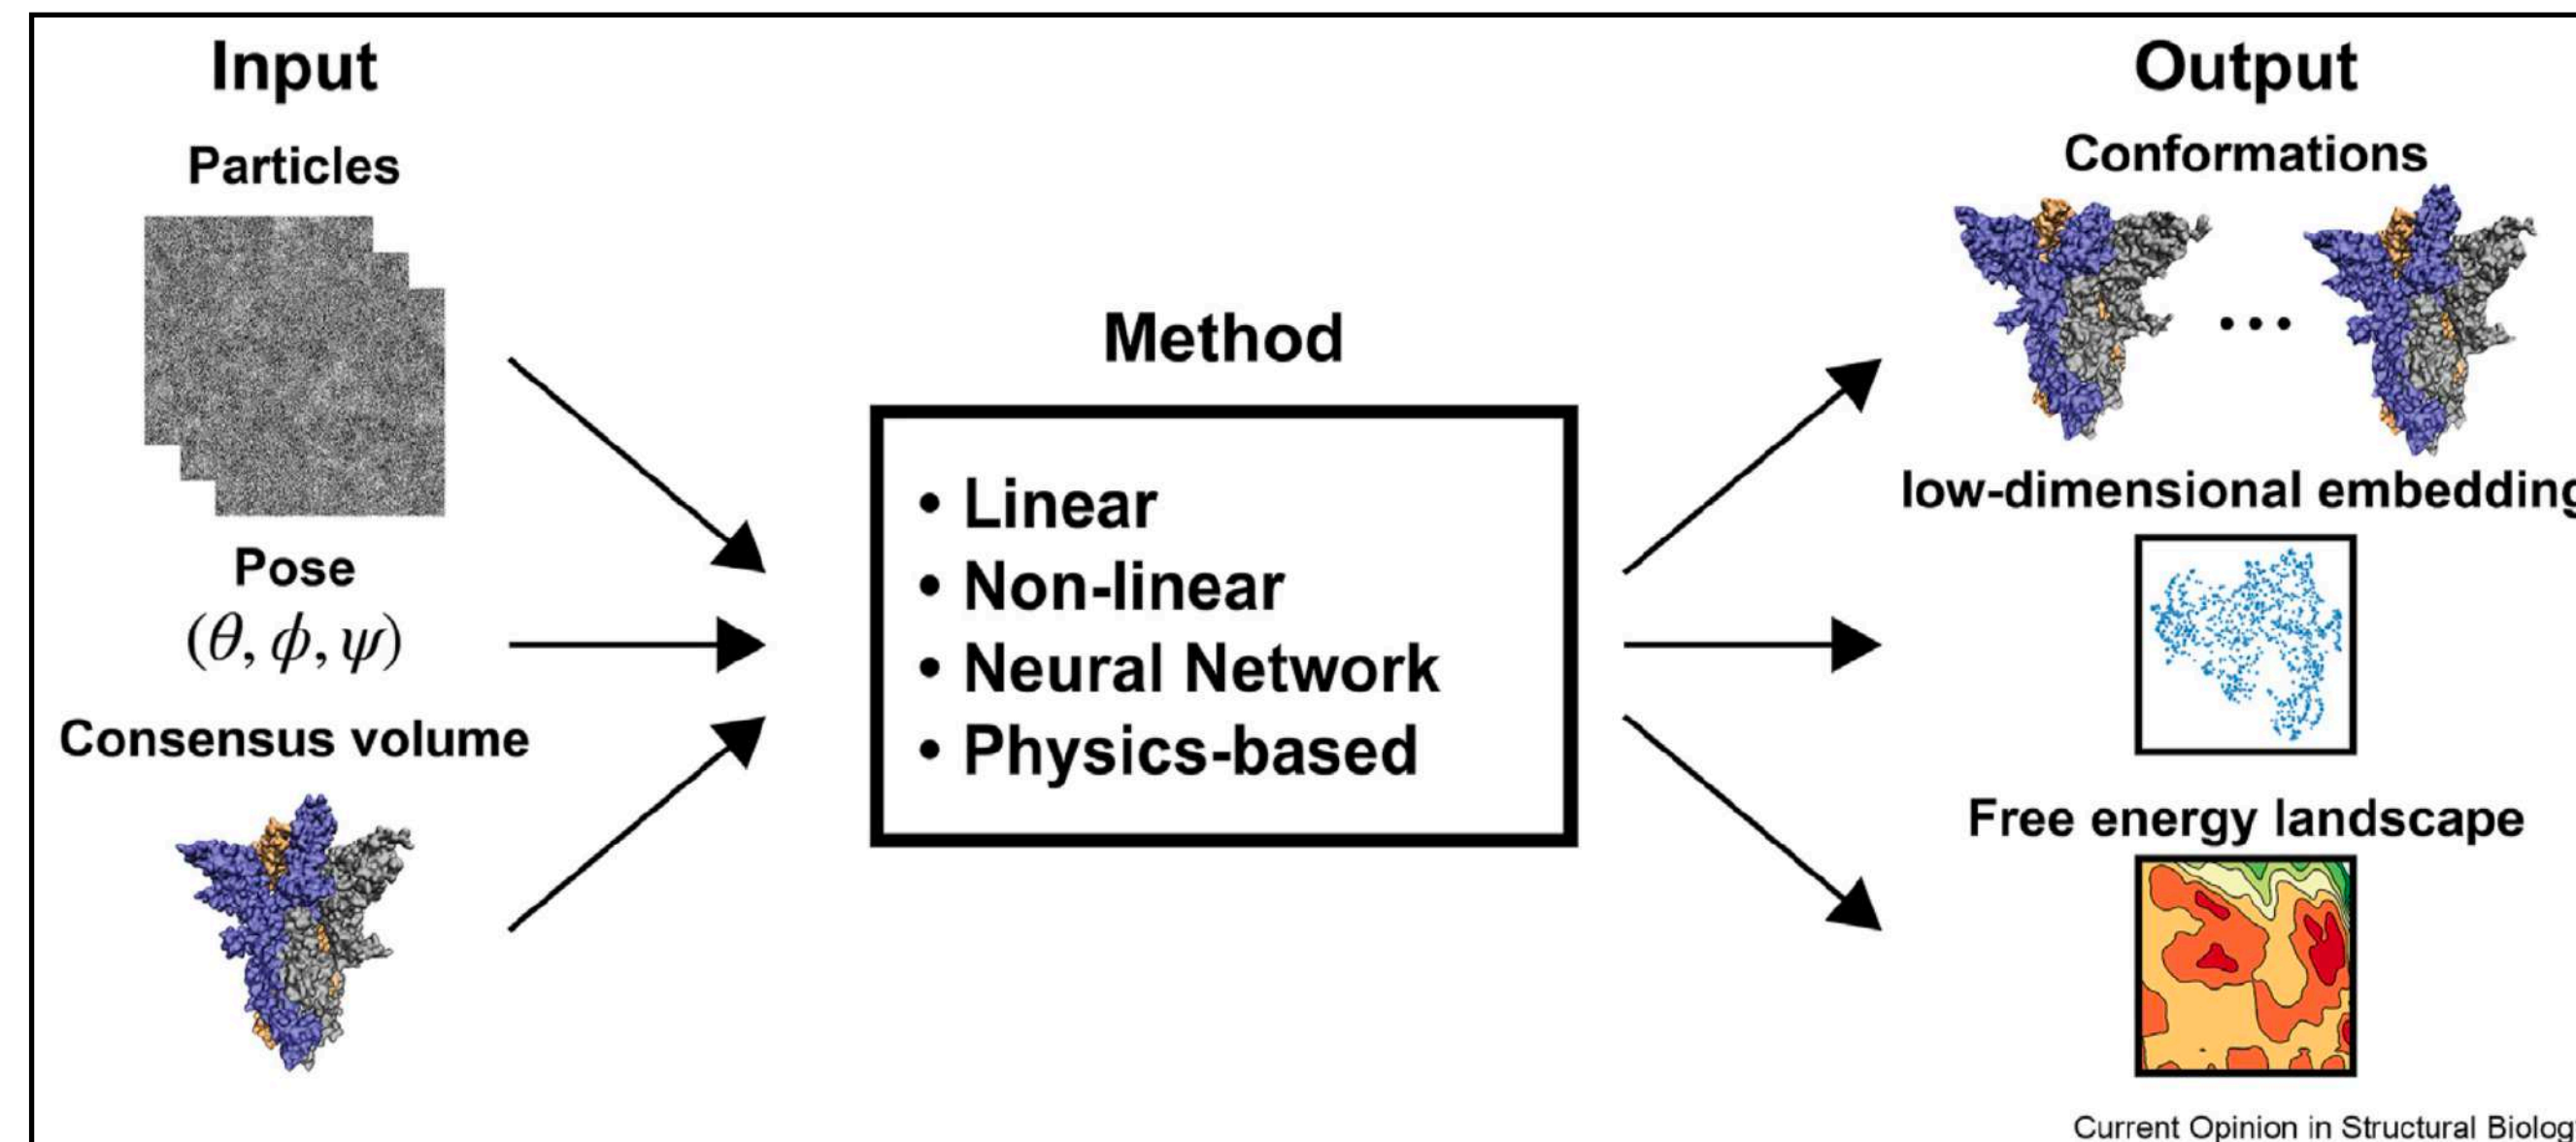 Input
Particles
Pose
(θ, ϕ, ψ)
Consensus volume
Method
• Linear
• Non-linear
• Neural Network
• Physics-based
Output
Conformations
...
low-dimensional embedding
Free energy landscape
Current Opinion in Structural Biolog